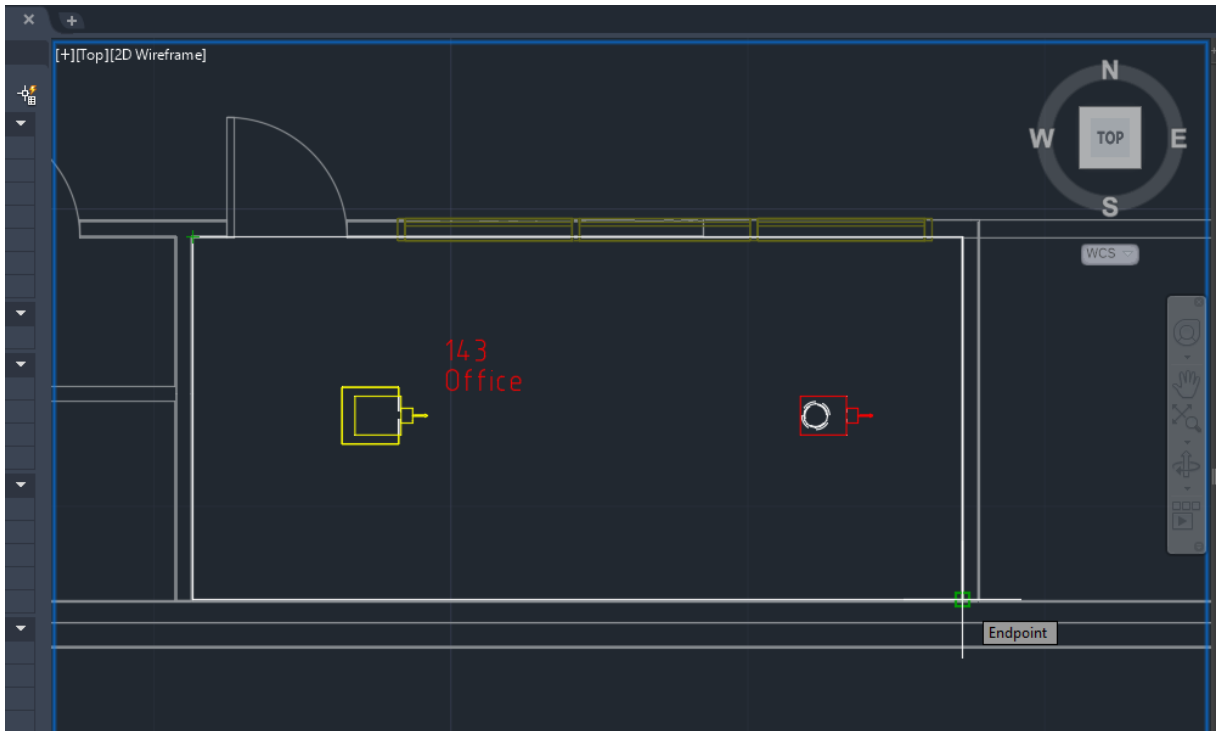 [+][Top][2D Wireframe]
N
W
TOP
E
S
WCS
143
Office
Endpoint